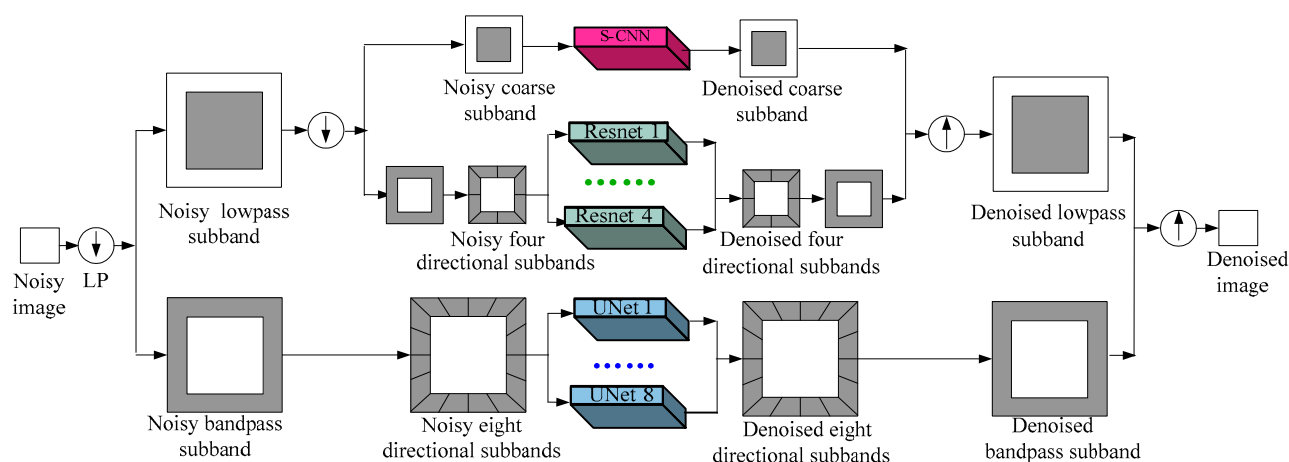 S-CNN
Noisy coarse
subband
Denoised coarse
subband
Resnet 1
Resnet 4
Noisy lowpass
subband
Noisy four
directional subbands
Denoised four
directional subbands
Denoised lowpass
subband
Noisy
image
LP
Denoised
image
UNet 1
UNet 8
Noisy bandpass
subband
Noisy eight
directional subbands
Denoised eight
directional subbands
Denoised
bandpass subband